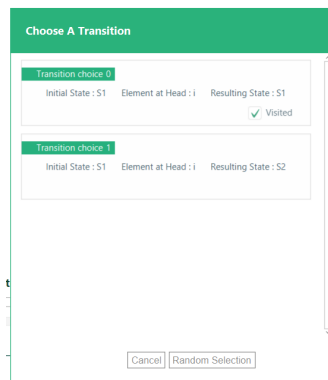 Choose A Transition
Transition choice 0
Initial State : S1 Element at Head : i Resulting State : S1
Visited
Transition choice 1
Initial State : S1 Element at Head : i Resulting State : S2
t
Cancel Random Selection